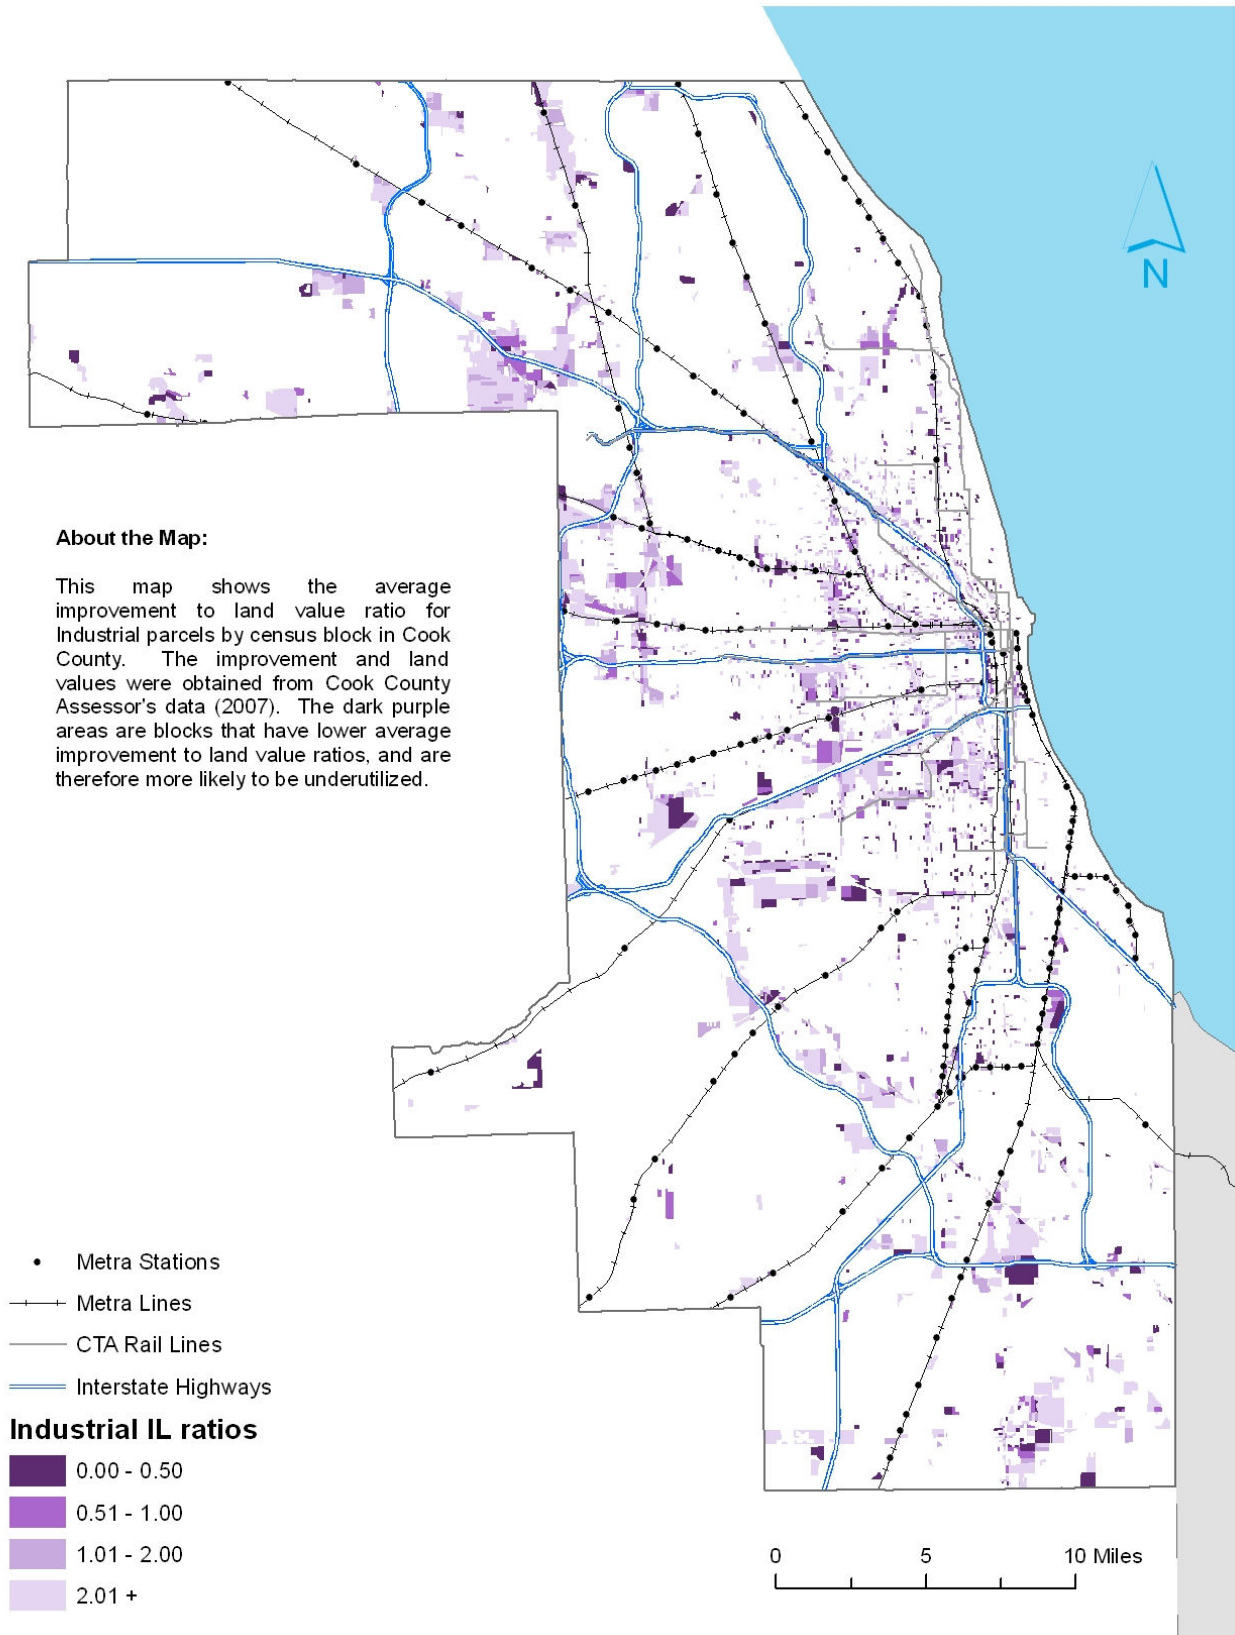 N
About the Map:
This map shows the average
improvement to land value ratio for
Industrial parcels by census block in Cook
County. The improvement and land
values were obtained from Cook County
Assessor's data (2007). The dark purple
areas are blocks that have lower average
improvement to land value ratios, and are
therefore more likely to be underutilized.
Metra Stations
Metra Lines
CTA Rail Lines
Interstate Highways
Industrial IL ratios
0.00 - 0.50
0.51 - 1.00
1.01 - 2.00
2.01 +
0 5 10 Miles